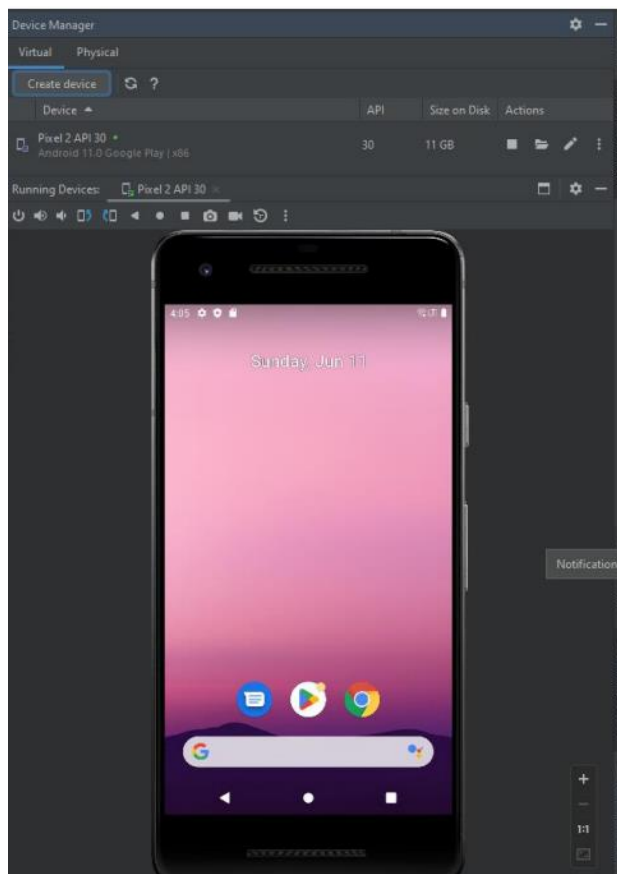 Device Manager
Virtual Physical
Create device ?
Device API Size on Disk Actions
Pixel 2 API 30 30 11 GB
Android 11.0 Google Play | x86
Running Devices: Pixel 2 API 30
4:05
Sunday, Jun 11
Notification
1:1